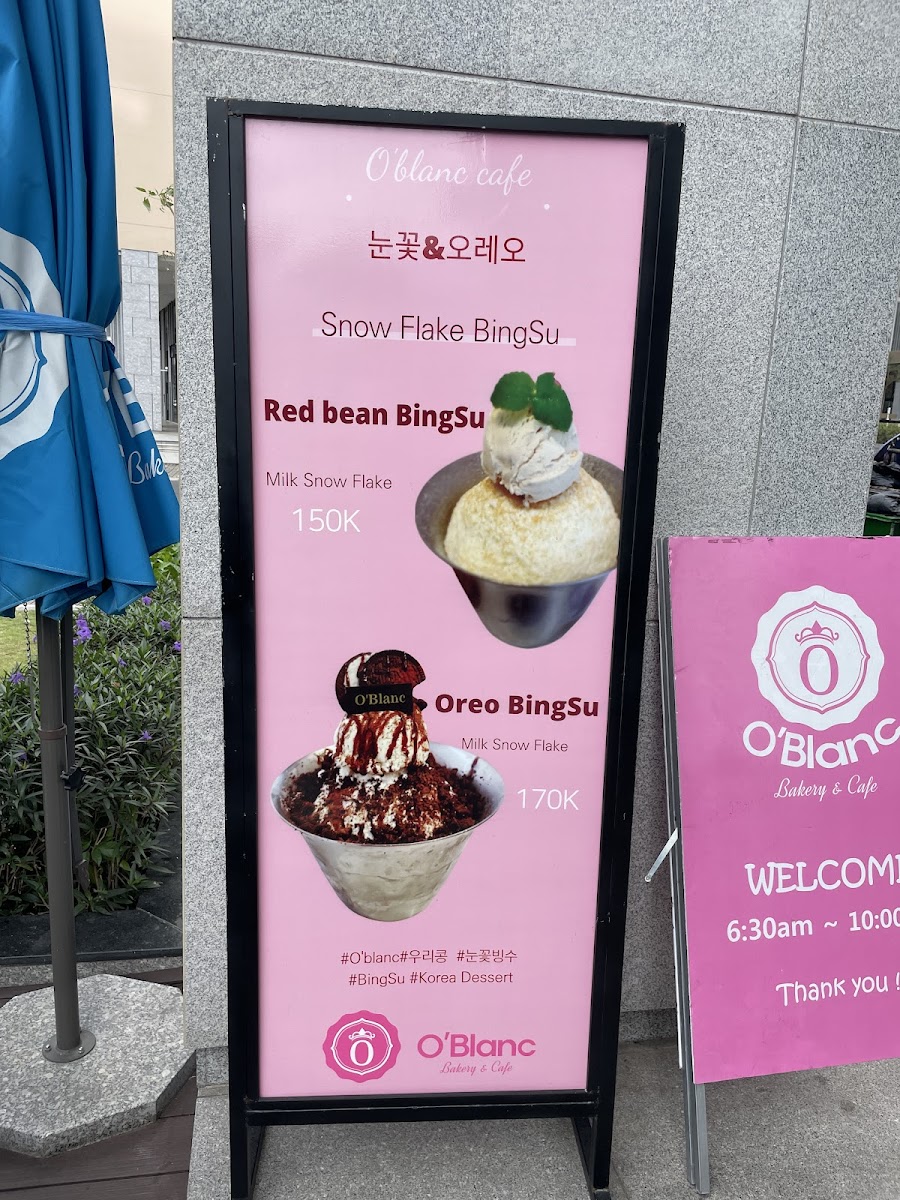 O'blanc cafe
눈꽃&오레오
Snow Flake BingSu
Red bean BingSu
Milk Snow Flake
150K
O'Blanc
Oreo BingSu
Milk Snow Flake
170K
#O'blanc#우리콩 #눈꽃빙수
#BingSu #Korea Dessert
O
O'Blanc
Bakery & Cafe
O
O'Blanc
Bakery & Cafe
WELCOME
6:30am ~ 10:00
Thank you !